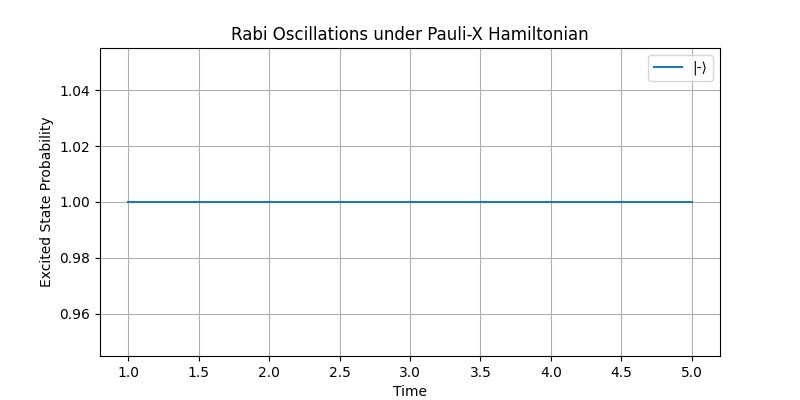 Rabi Oscillations under Pauli-X Hamiltonian
|-⟩
Excited State Probability
1.04
1.02
1.00
0.98
0.96
1.0 1.5 2.0 2.5 3.0 3.5 4.0 4.5 5.0
Time